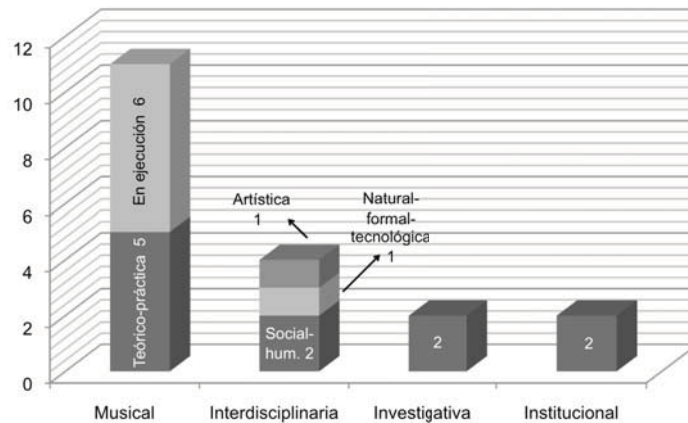 12
10
8
6
4
2
0
En ejecución 6
Teórico-práctica 5
Artística
1
Natural-
formal-
tecnológica
1
Social-
hum. 2
2
2
Musical
Interdisciplinaria
Investigativa
Institucional